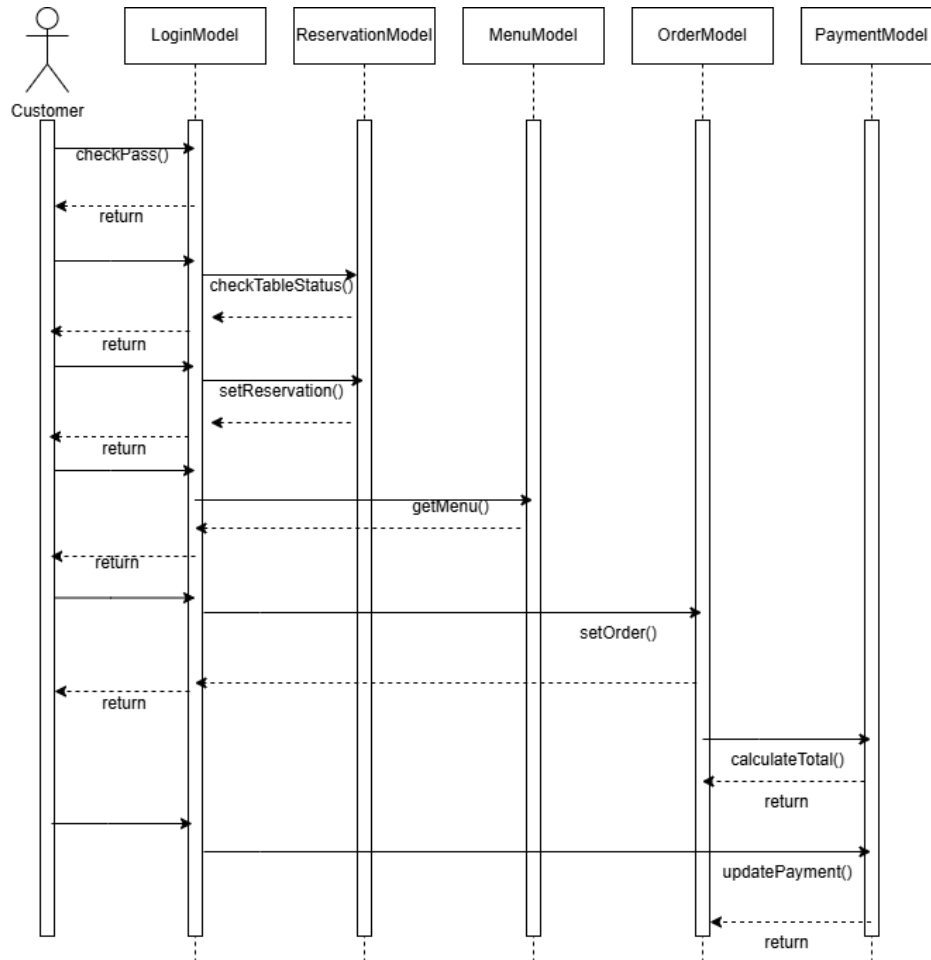 LoginModel
ReservationModel
MenuModel
OrderModel
PaymentModel
Customer
checkPass()
return
checkTableStatus()
return
setReservation()
return
getMenu()
return
setOrder()
return
calculateTotal()
return
updatePayment()
return